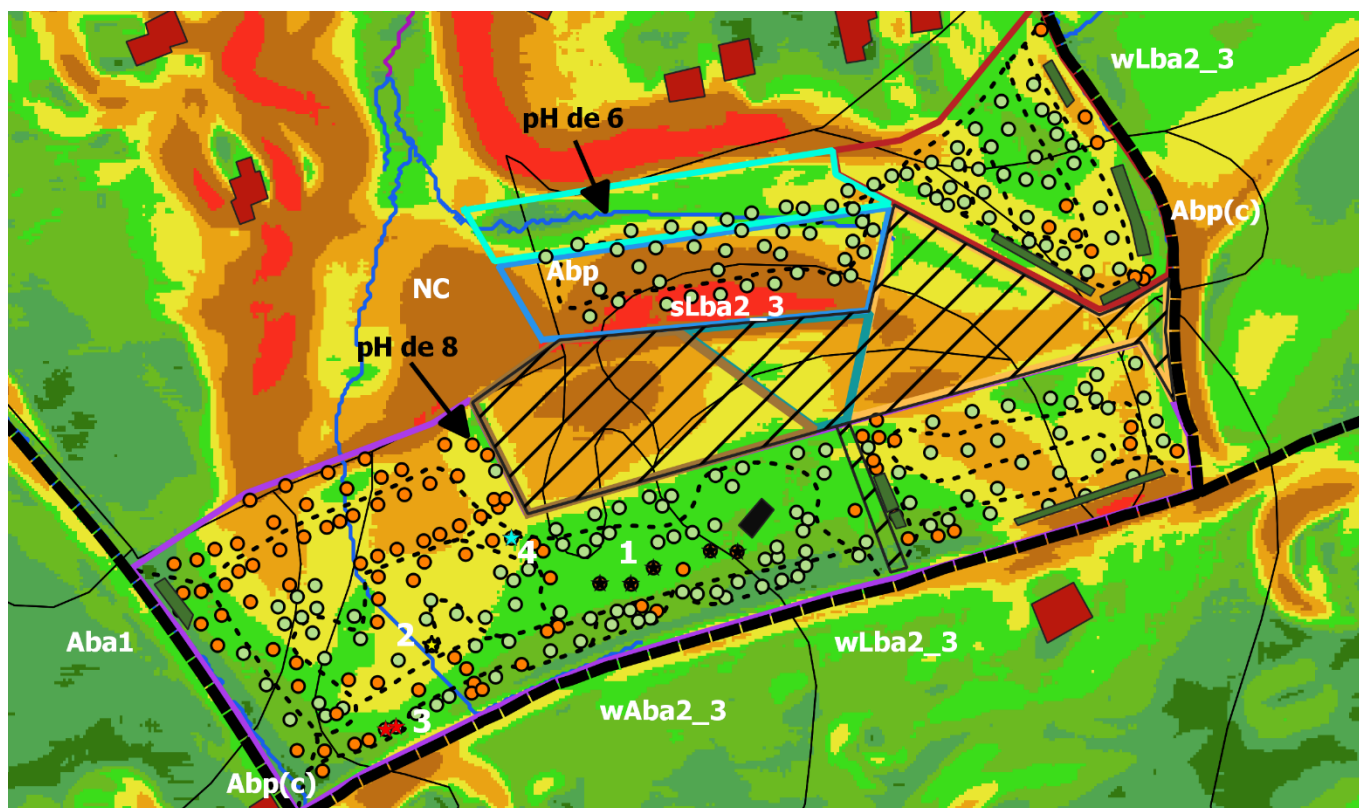 wLba2_3
pH de 6
Abp(c)
Abp
NC
sLba2_3
pH de 8
4
1
2
Aba1
wLba2_3
3
wAba2_3
Abp(c)